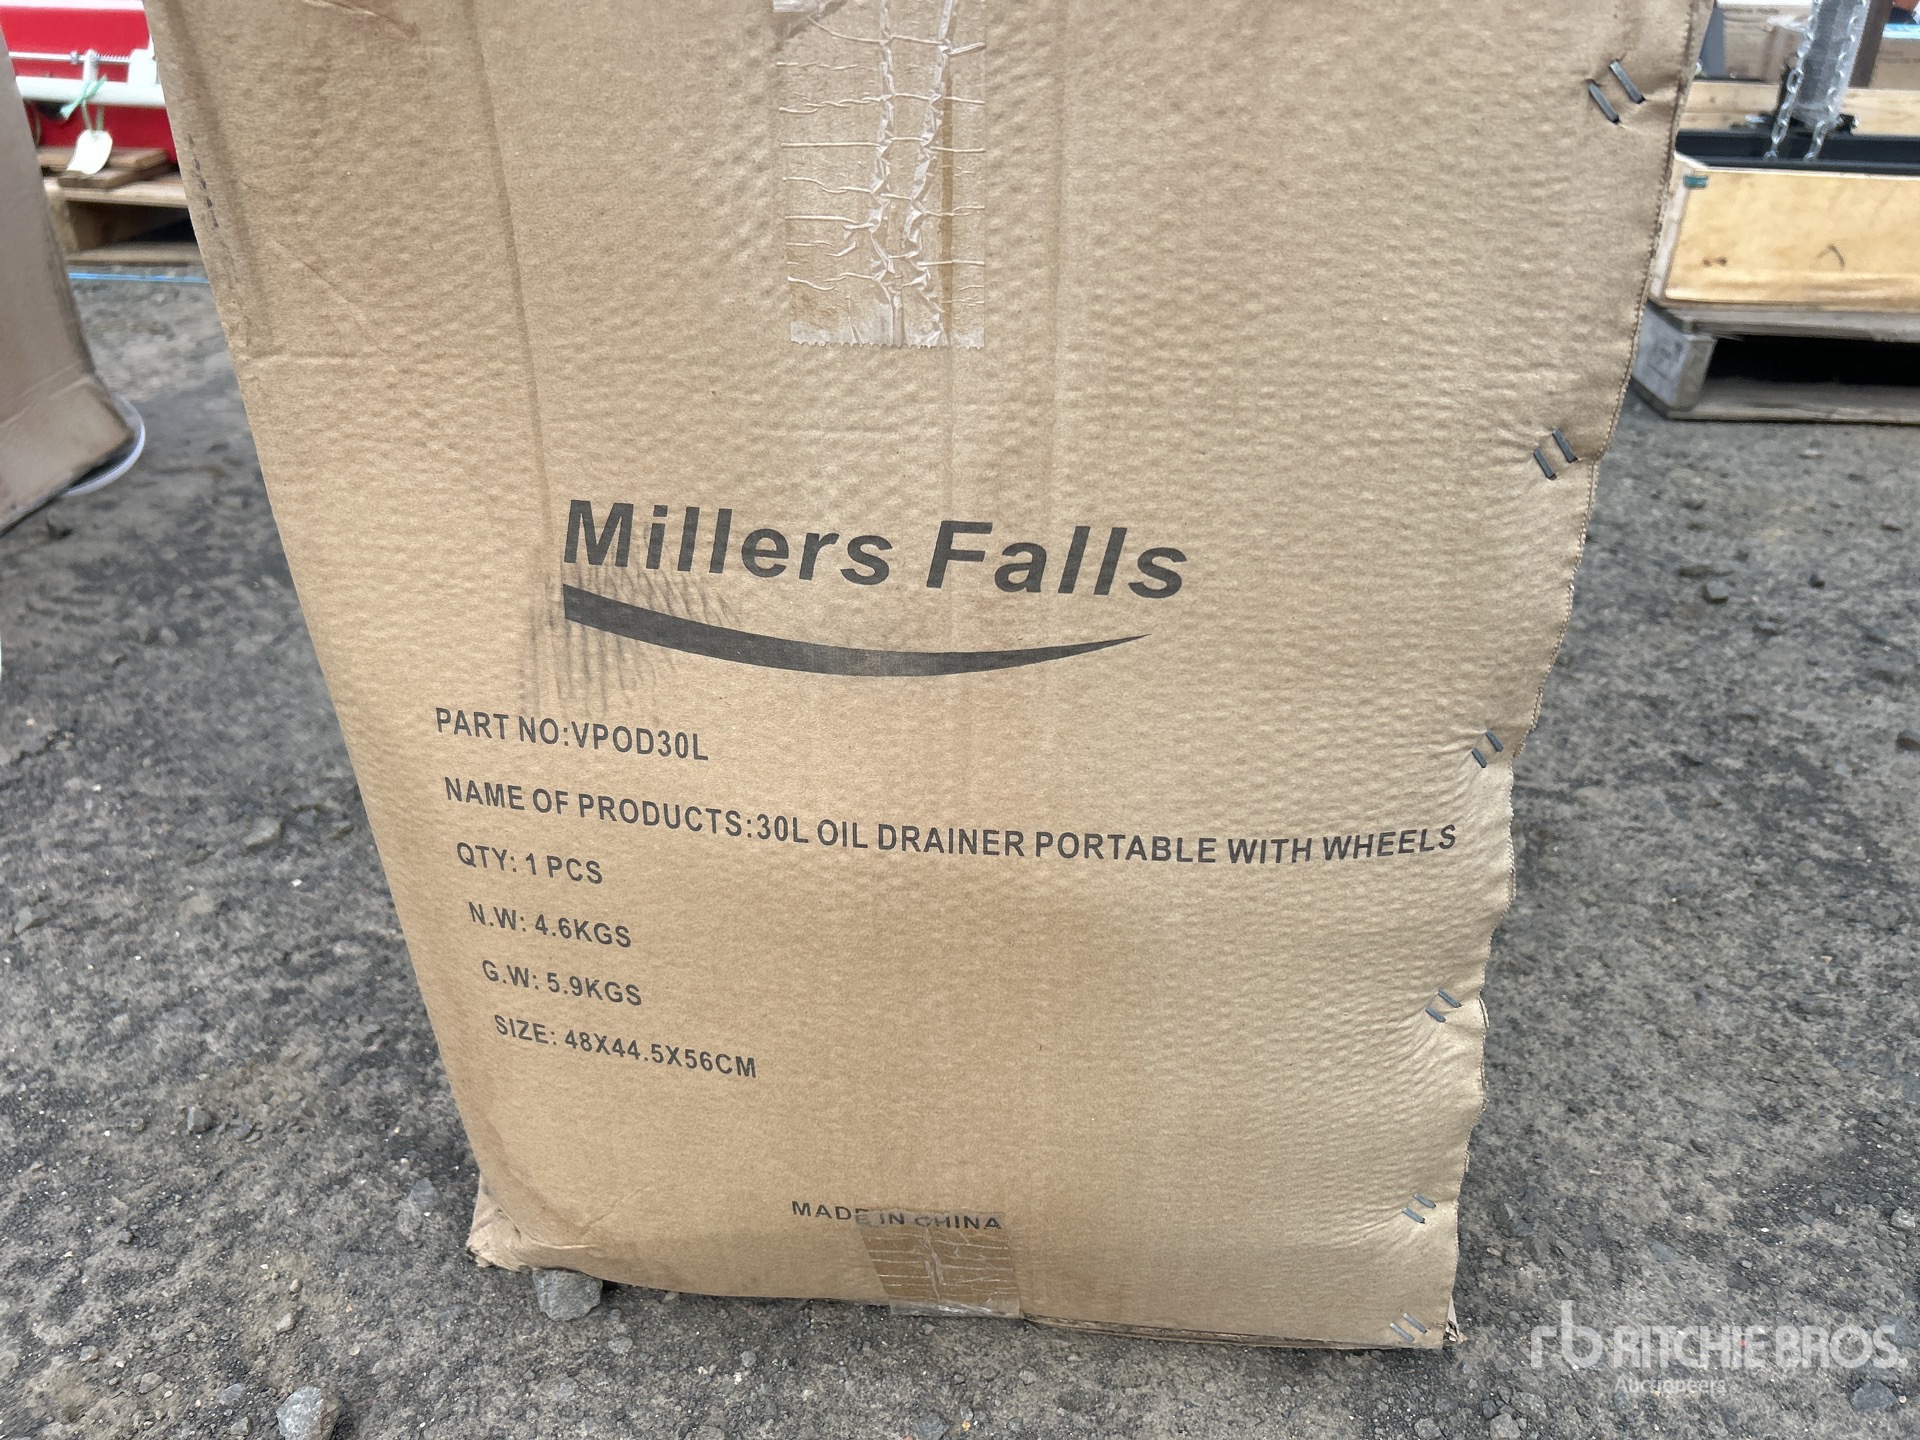 Millers Falls
PART NO:VPOD30L
NAME OF PRODUCTS:30L OIL DRAINER PORTABLE WITH WHEELS
QTY: 1 PCS
N.W: 4.6KGS
G.W: 5.9KGS
SIZE: 48X44.5X56CM
MADE IN CHINA
rb RITCHIE BROS.
Auctioneers